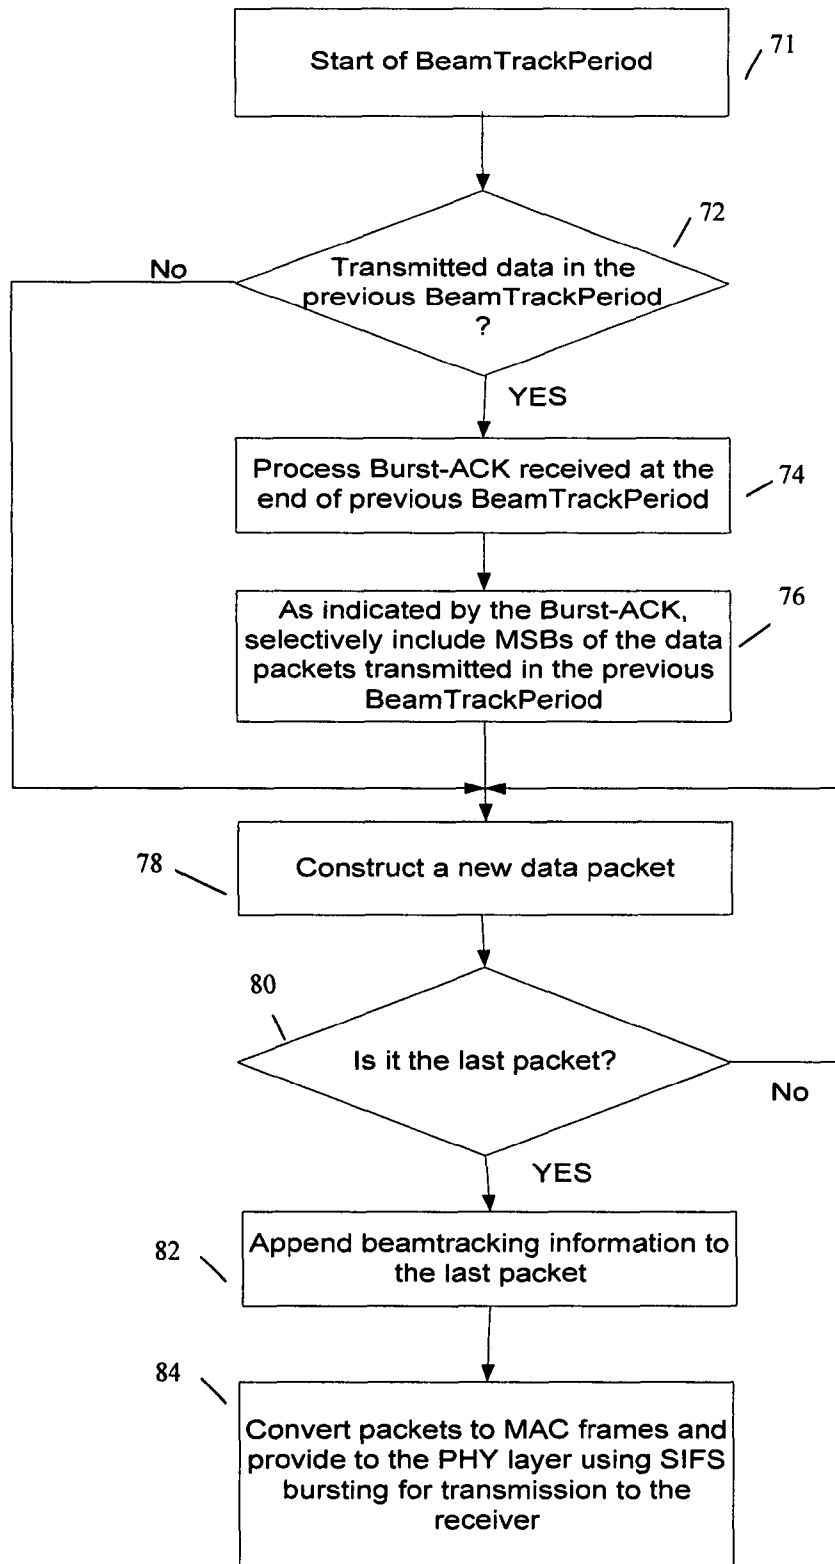 Start of BeamTrackPeriod
71
72
No
Transmitted data in the
previous BeamTrackPeriod
?
YES
Process Burst-ACK received at the
end of previous BeamTrackPeriod
74
As indicated by the Burst-ACK,
selectively include MSBs of the data
packets transmitted in the previous
BeamTrackPeriod
76
Construct a new data packet
78
80
Is it the last packet?
No
YES
Append beamtracking information to
the last packet
82
84
Convert packets to MAC frames and
provide to the PHY layer using SIFS
bursting for transmission to the
receiver